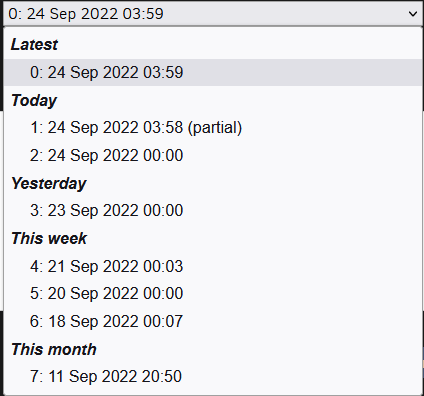 0: 24 Sep 2022 03:59
Latest
0: 24 Sep 2022 03:59
Today
1: 24 Sep 2022 03:58 (partial)
2: 24 Sep 2022 00:00
Yesterday
3: 23 Sep 2022 00:00
This week
4: 21 Sep 2022 00:03
5: 20 Sep 2022 00:00
6: 18 Sep 2022 00:07
This month
7: 11 Sep 2022 20:50